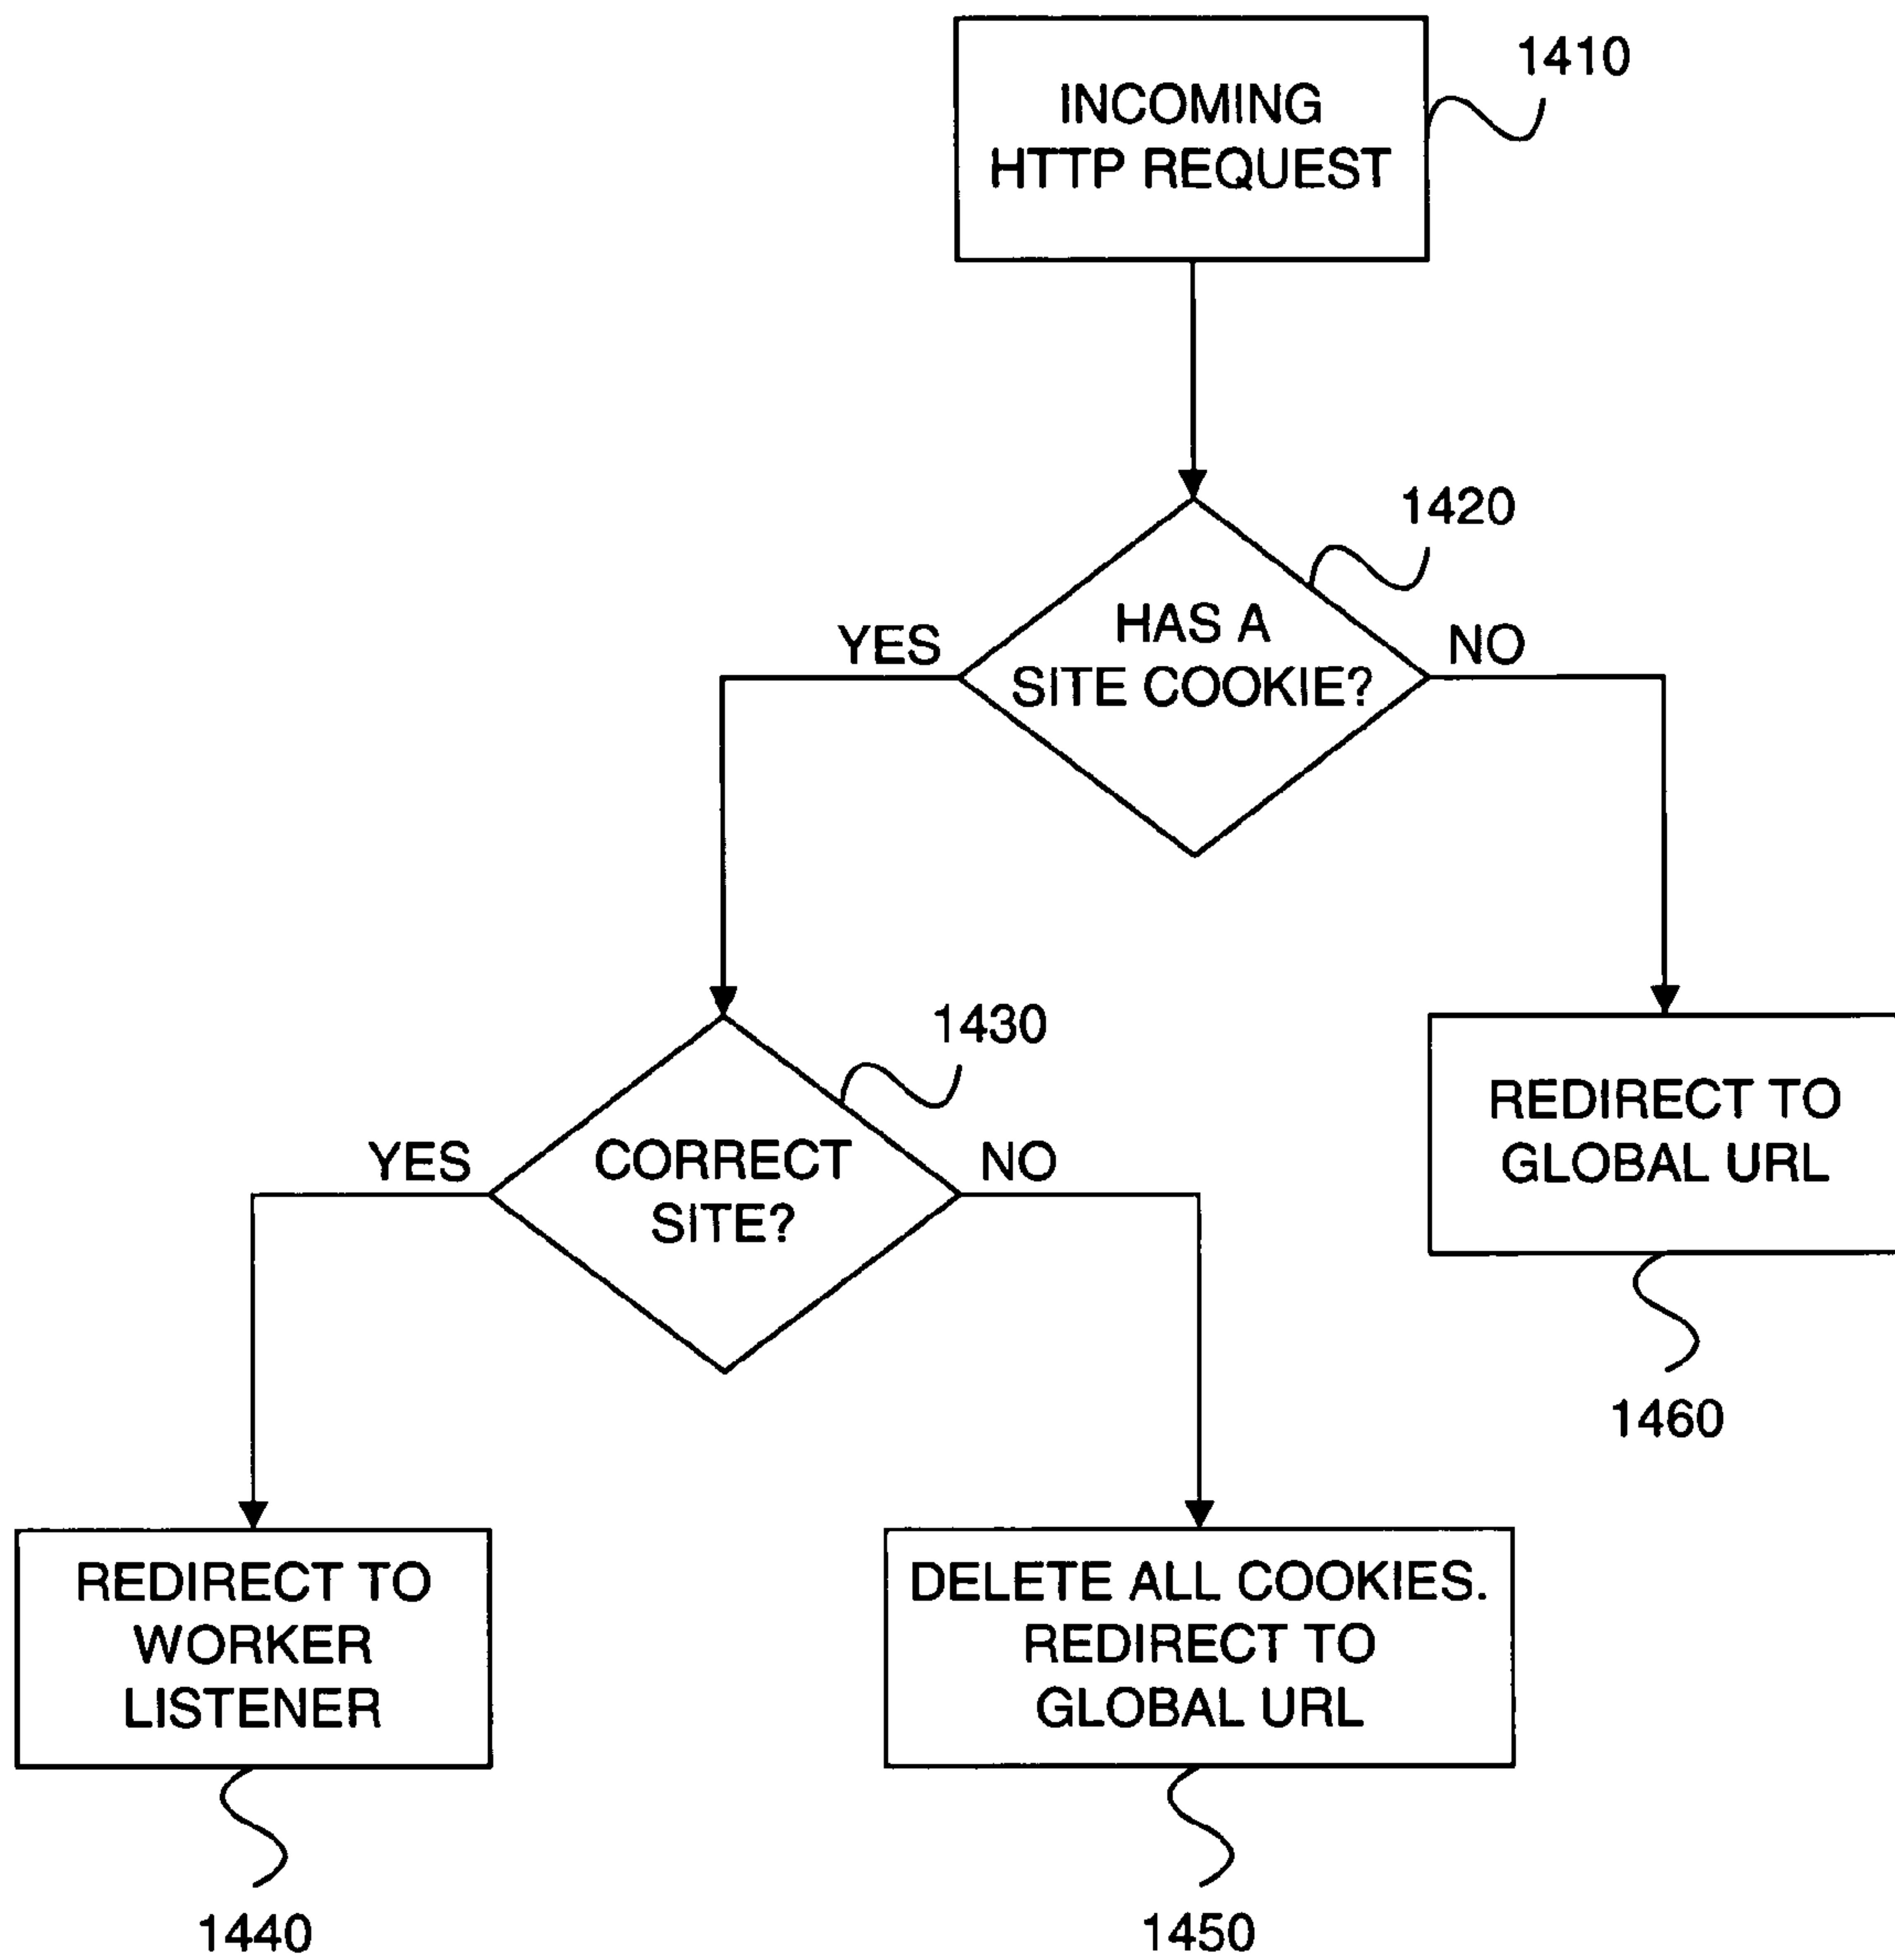 INCOMING
HTTP REQUEST
1410
HAS A
SITE COOKIE?
1420
YES
NO
CORRECT
SITE?
1430
YES
NO
REDIRECT TO
GLOBAL URL
1460
REDIRECT TO
WORKER
LISTENER
1440
DELETE ALL COOKIES.
REDIRECT TO
GLOBAL URL
1450